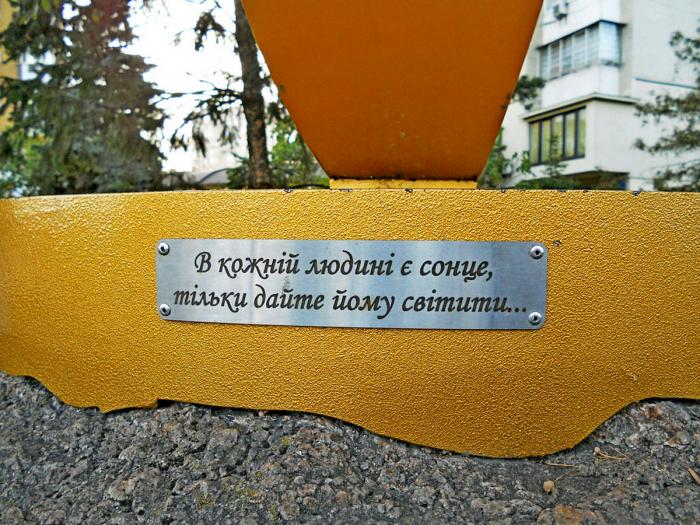 В кожній людині є сонце,
тільки дайте йому світити...